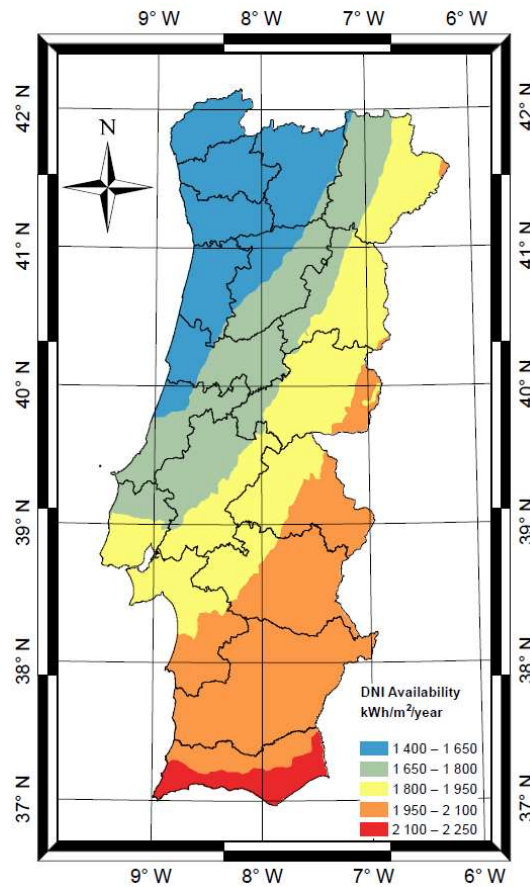 9° W 8° W 7° W 6° W
N
42° N 42° N
41° N 41° N
40° N 40° N
39° N 39° N
38° N 38° N
37° N 37° N
DNI Availability
kWh/m²/year
1 400 – 1 650
1 650 – 1 800
1 800 – 1 950
1 950 – 2 100
2 100 – 2 250
9° W 8° W 7° W 6° W